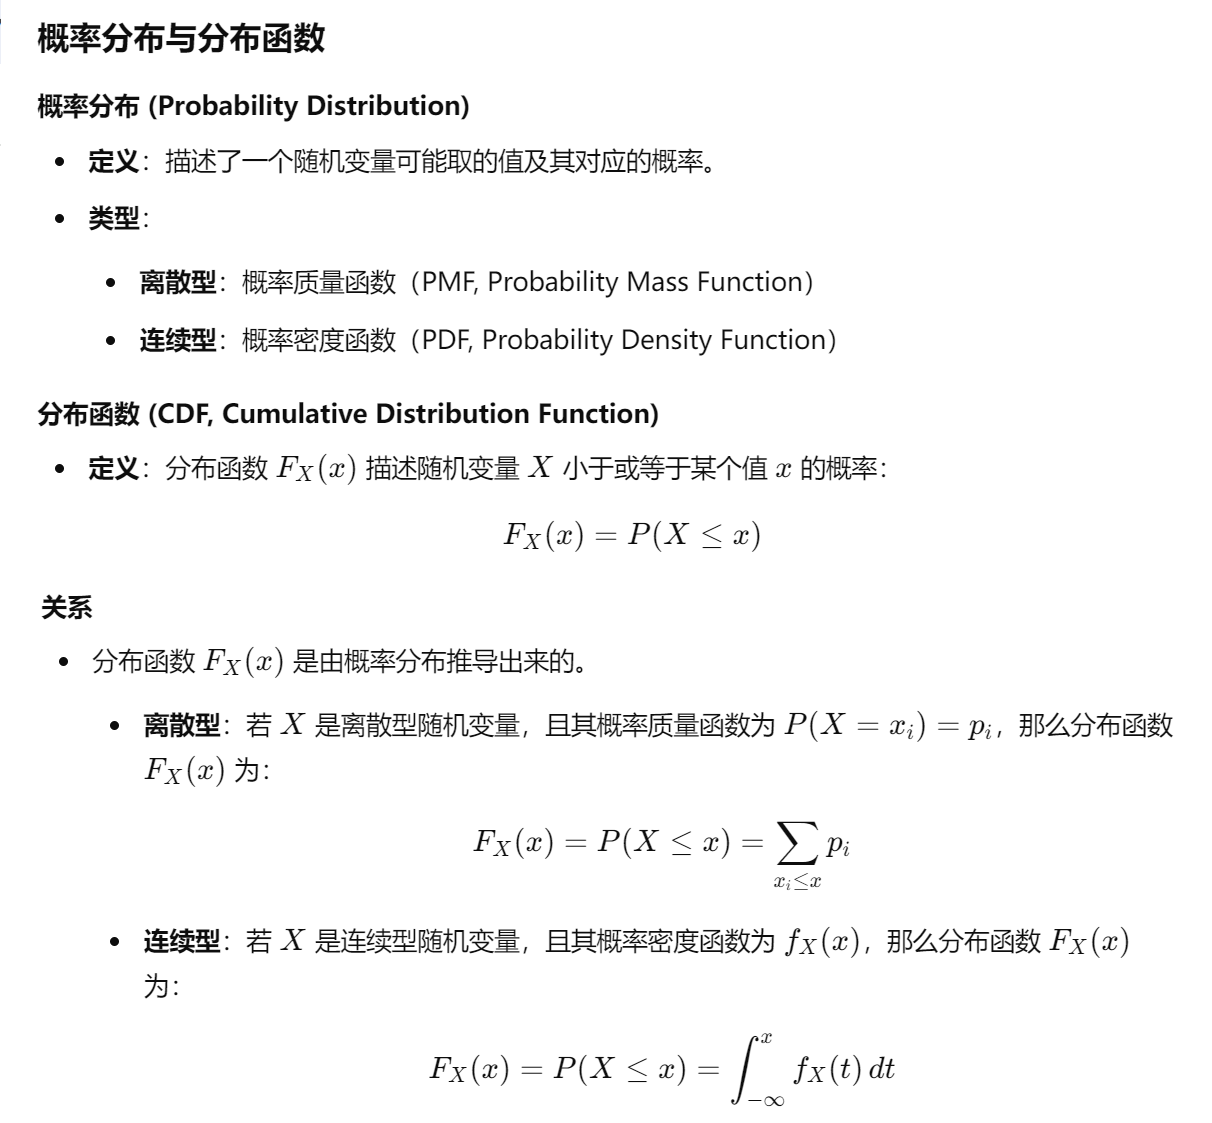 概率分布与分布函数
概率分布 (Probability Distribution)
• 定义：描述了一个随机变量可能取的值及其对应的概率。
• 类型：
• 离散型：概率质量函数（PMF, Probability Mass Function）
• 连续型：概率密度函数（PDF, Probability Density Function）
分布函数 (CDF, Cumulative Distribution Function)
• 定义：分布函数 $F_X(x)$ 描述随机变量 $X$ 小于或等于某个值 $x$ 的概率：
$F_X(x) = P(X \leq x)$
关系
• 分布函数 $F_X(x)$ 是由概率分布推导出来的。
• 离散型：若 $X$ 是离散型随机变量，且其概率质量函数为 $P(X = x_i) = p_i$，那么分布函数
$F_X(x)$ 为：
$F_X(x) = P(X \leq x) = \sum_{x_i \leq x} p_i$
• 连续型：若 $X$ 是连续型随机变量，且其概率密度函数为 $f_X(x)$，那么分布函数 $F_X(x)$
为：
$F_X(x) = P(X \leq x) = \int_{-\infty}^{x} f_X(t)\,dt$